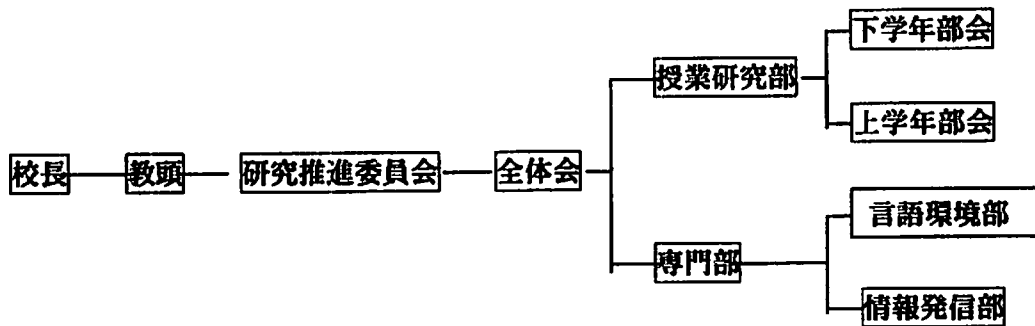 下学年部会
授業研究部
上学年部会
校長
教頭
研究推進委員会
全体会
言語環境部
専門部
情報発信部